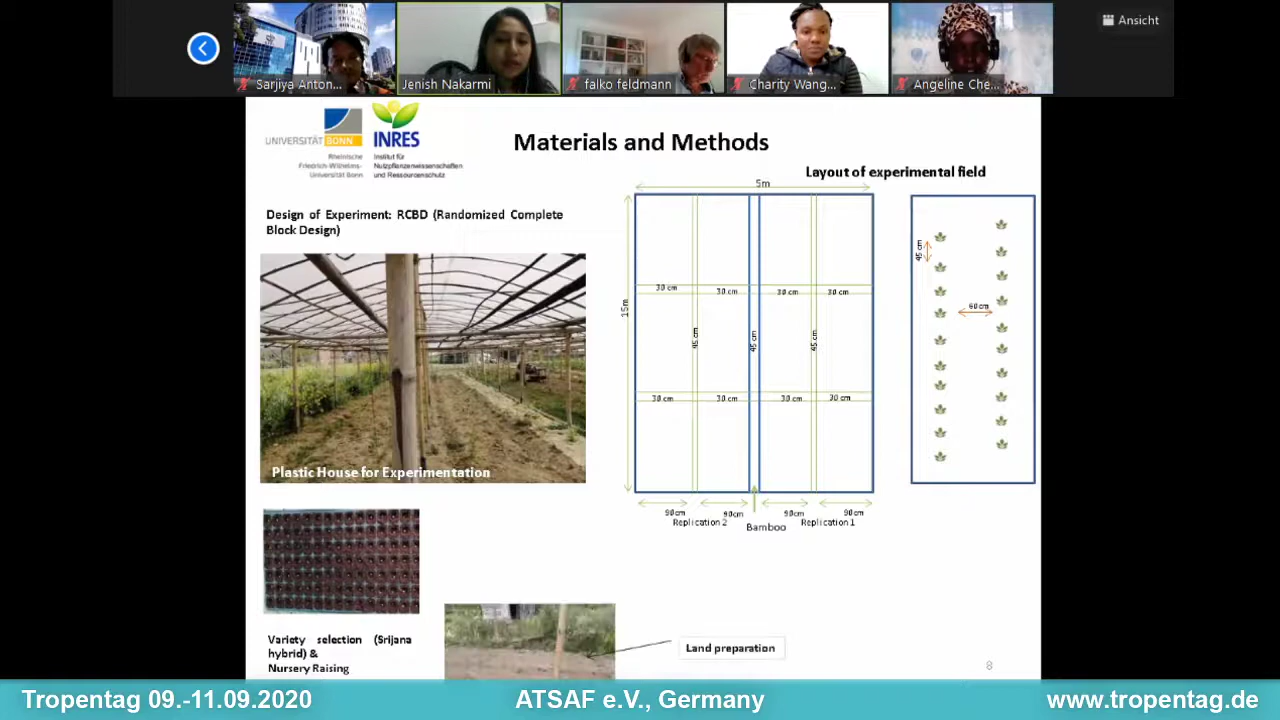 Ansicht
Sarjiya Anton...
Jenish Nakarmi
falko feldmann
Charity Wang...
Angeline Che...
UNIVERSITÄT BONN
INRES
Rheinische
Friedrich-Wilhelms-
Universität Bonn
Institut für
Nutzpflanzenwissenschaften
und Ressourcenschutz
Materials and Methods
Layout of experimental field
Design of Experiment: RCBD (Randomized Complete
Block Design)
5m
15m
30 cm
30 cm
30 cm
30 cm
45 cm
45 cm
45 cm
30 cm
30 cm
30 cm
30 cm
90cm
90cm
90cm
90cm
Replication 2
Bamboo
Replication 1
45 cm
60 cm
Plastic House for Experimentation
Variety selection (Srijana
hybrid) &
Nursery Raising
Land preparation
8
Tropentag 09.-11.09.2020
ATSAF e.V., Germany
www.tropentag.de